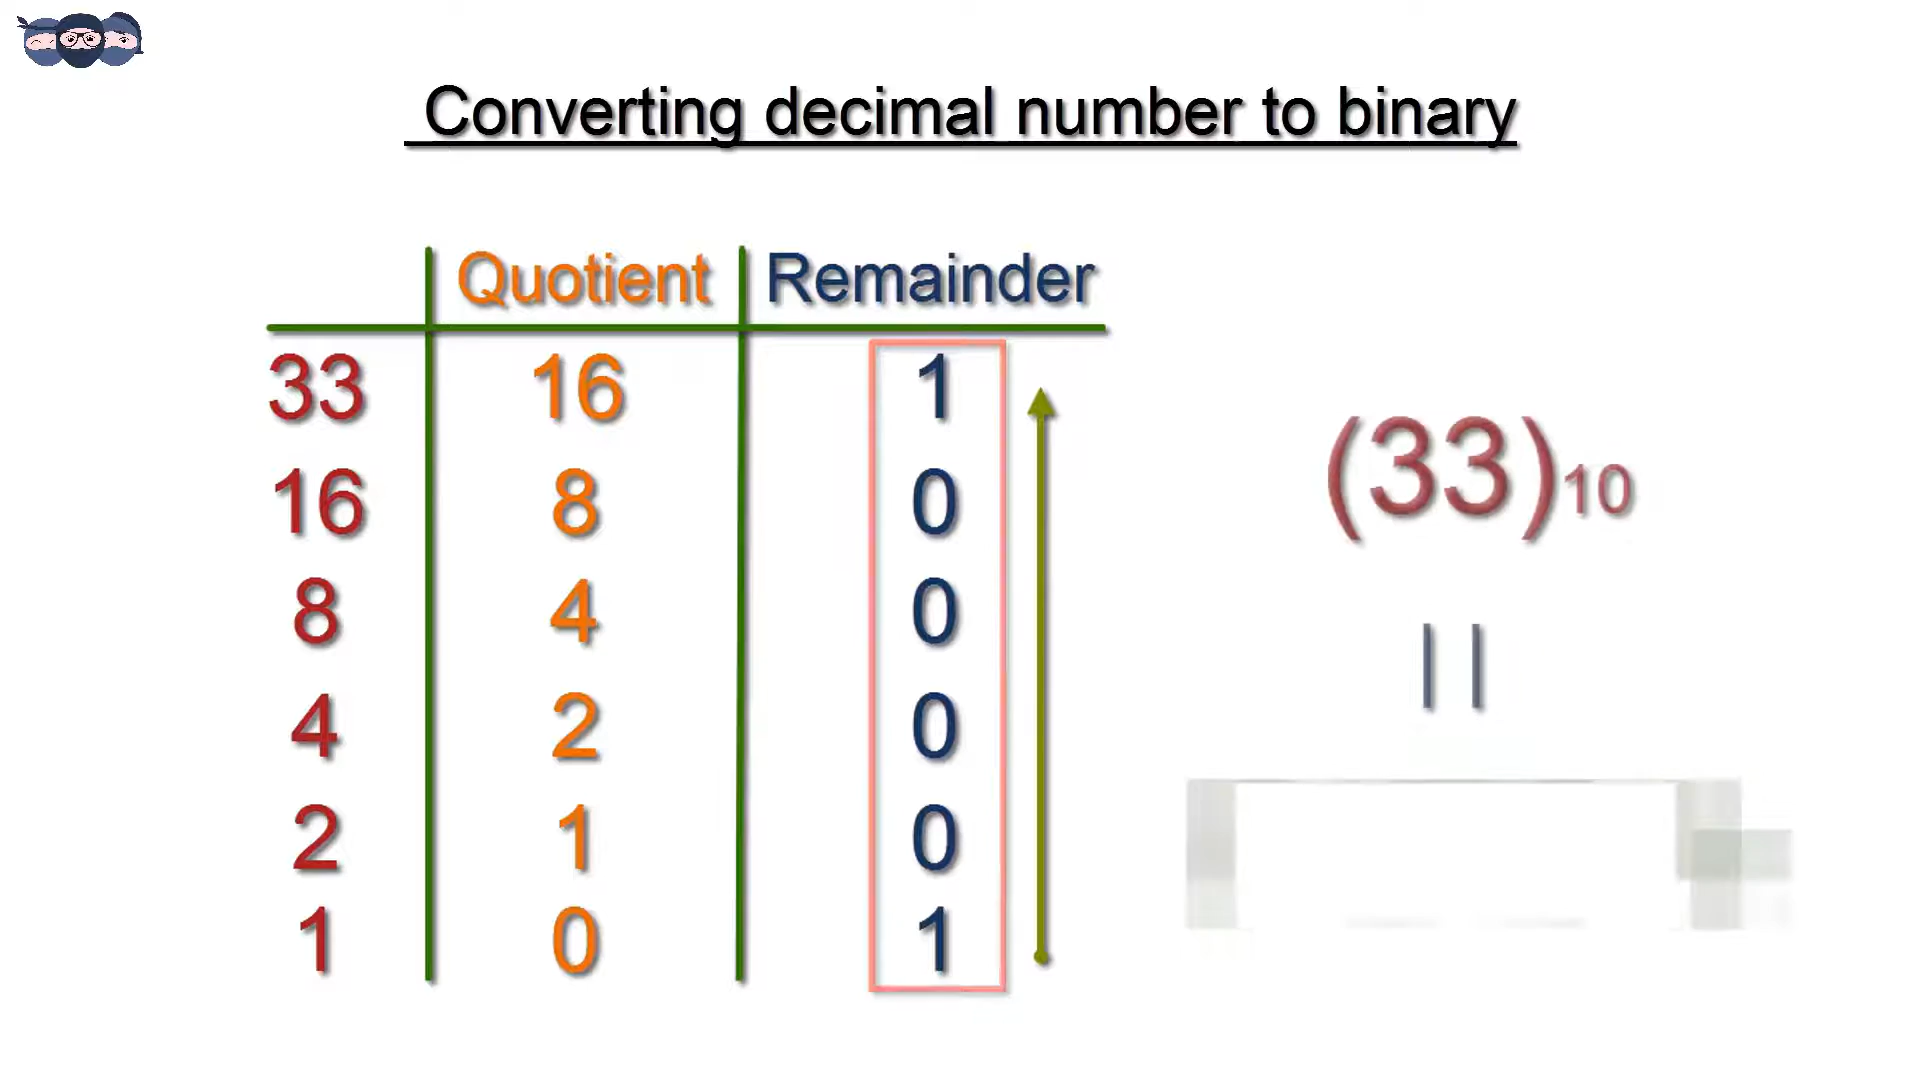 Converting decimal number to binary
Quotient Remainder
33 16 1
16 8 0
8 4 0
4 2 0
2 1 0
1 0 1
(33)10
=